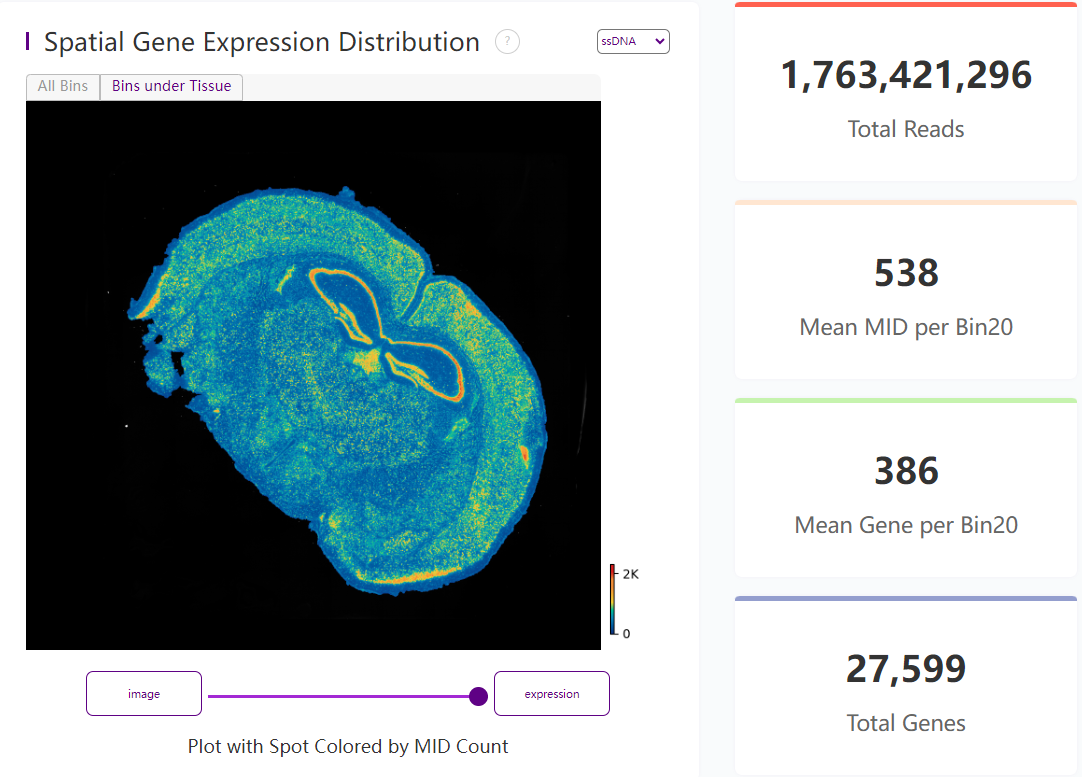 Spatial Gene Expression Distribution ?
ssDNA
All Bins
Bins under Tissue
2K
0
image
expression
Plot with Spot Colored by MID Count
1,763,421,296
Total Reads
538
Mean MID per Bin20
386
Mean Gene per Bin20
27,599
Total Genes